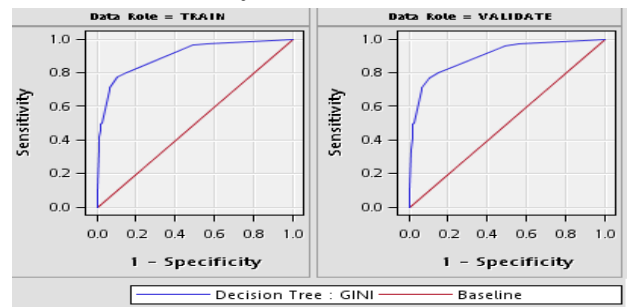 Data Role = TRAIN
Data Role = VALIDATE
1.0
0.8
0.6
0.4
0.2
0.0
Sensitivity
0.0 0.2 0.4 0.6 0.8 1.0
1 - Specificity
1.0
0.8
0.6
0.4
0.2
0.0
Sensitivity
0.0 0.2 0.4 0.6 0.8 1.0
1 - Specificity
Decision Tree : GINI
Baseline